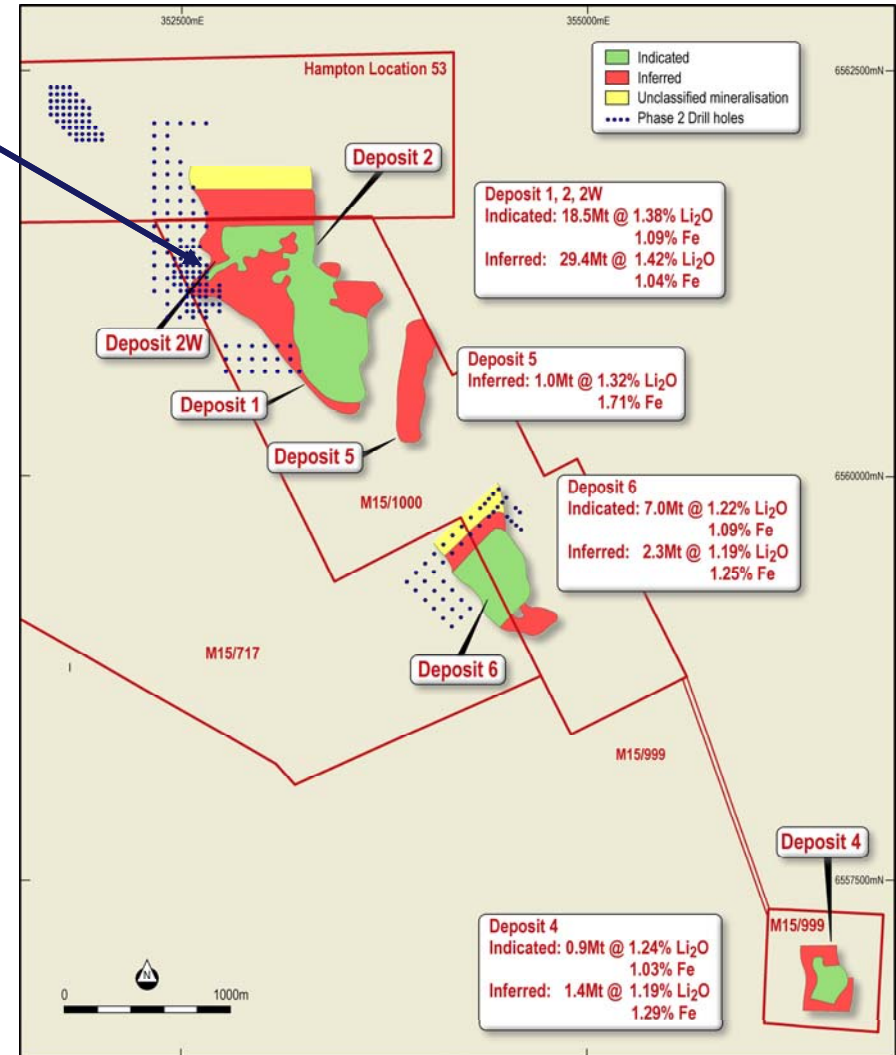 352500mE
355000mE
6562500mN
Hampton Location 53
Indicated
Inferred
Unclassified mineralisation
Phase 2 Drill holes
Deposit 2
Deposit 1, 2, 2W
Indicated: 18.5Mt @ 1.38% Li₂O
1.09% Fe
Inferred: 29.4Mt @ 1.42% Li₂O
1.04% Fe
Deposit 2W
Deposit 1
Deposit 5
Inferred: 1.0Mt @ 1.32% Li₂O
1.71% Fe
Deposit 5
6560000mN
M15/1000
Deposit 6
Indicated: 7.0Mt @ 1.22% Li₂O
1.09% Fe
Inferred: 2.3Mt @ 1.19% Li₂O
1.25% Fe
M15/717
Deposit 6
M15/999
Deposit 4
6557500mN
M15/999
Deposit 4
Indicated: 0.9Mt @ 1.24% Li₂O
1.03% Fe
Inferred: 1.4Mt @ 1.19% Li₂O
1.29% Fe
N
0 1000m